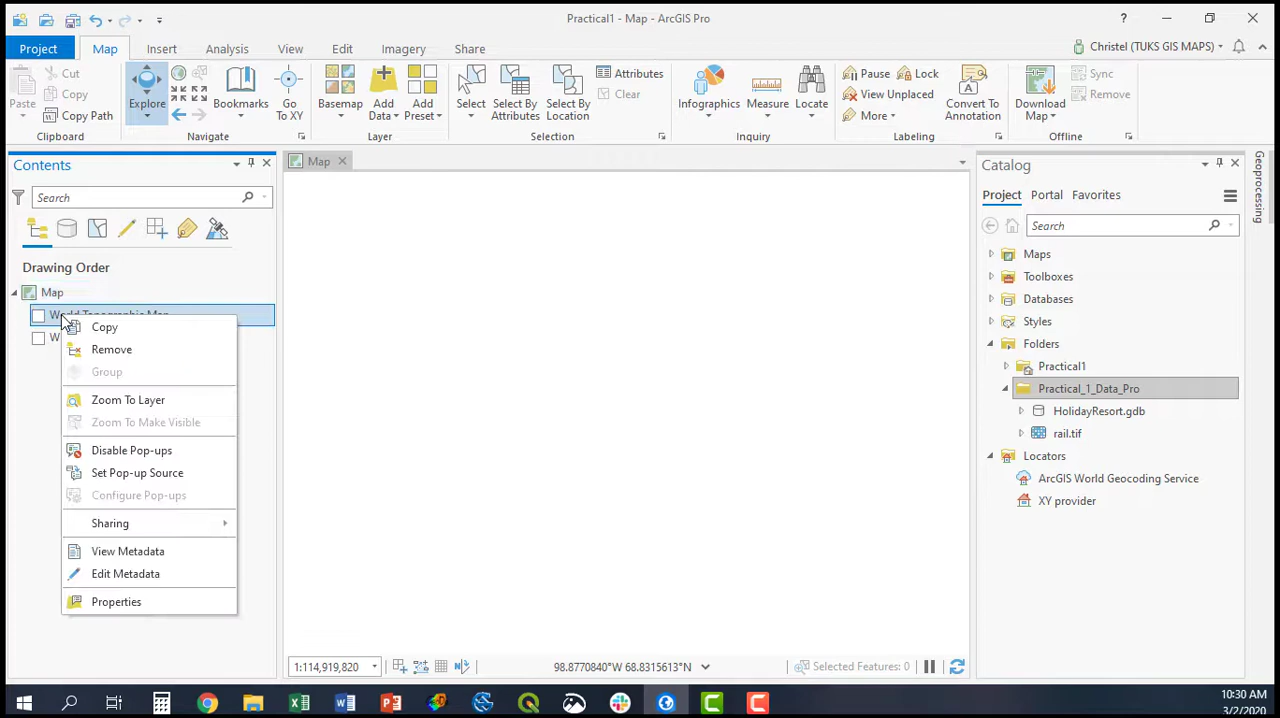 Practical1 - Map - ArcGIS Pro
?
Project
Map
Insert
Analysis
View
Edit
Imagery
Share
Christel (TUKS GIS MAPS)
Paste
Cut
Copy
Copy Path
Clipboard
Explore
Bookmarks
Go To XY
Navigate
Basemap
Add Data
Add Preset
Layer
Select
Select By Attributes
Select By Location
Attributes
Clear
Selection
Infographics
Measure
Locate
Inquiry
Pause
Lock
View Unplaced
More
Convert To Annotation
Labeling
Download Map
Sync
Remove
Offline
Contents
Search
Drawing Order
Map
World Topographic Map
W
Copy
Remove
Group
Zoom To Layer
Zoom To Make Visible
Disable Pop-ups
Set Pop-up Source
Configure Pop-ups
Sharing
View Metadata
Edit Metadata
Properties
Map
1:114,919,820
98.8770840°W 68.8315613°N
Selected Features: 0
Catalog
Project
Portal
Favorites
Search
Maps
Toolboxes
Databases
Styles
Folders
Practical1
Practical_1_Data_Pro
HolidayResort.gdb
rail.tif
Locators
ArcGIS World Geocoding Service
XY provider
Geoprocessing
10:30 AM
3/2/2020